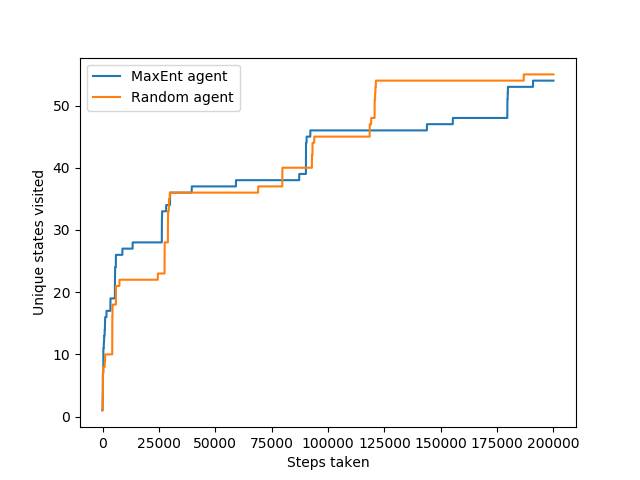 MaxEnt agent
Random agent
Unique states visited
50
40
30
20
10
0
0 25000 50000 75000 100000 125000 150000 175000 200000
Steps taken